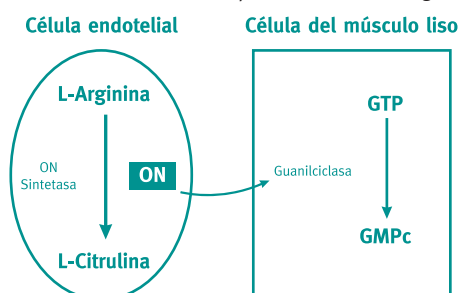 Célula endotelial
Célula del músculo liso
L-Arginina
GTP
ON
Sintetasa
ON
Guanilciclasa
GMPc
L-Citrulina